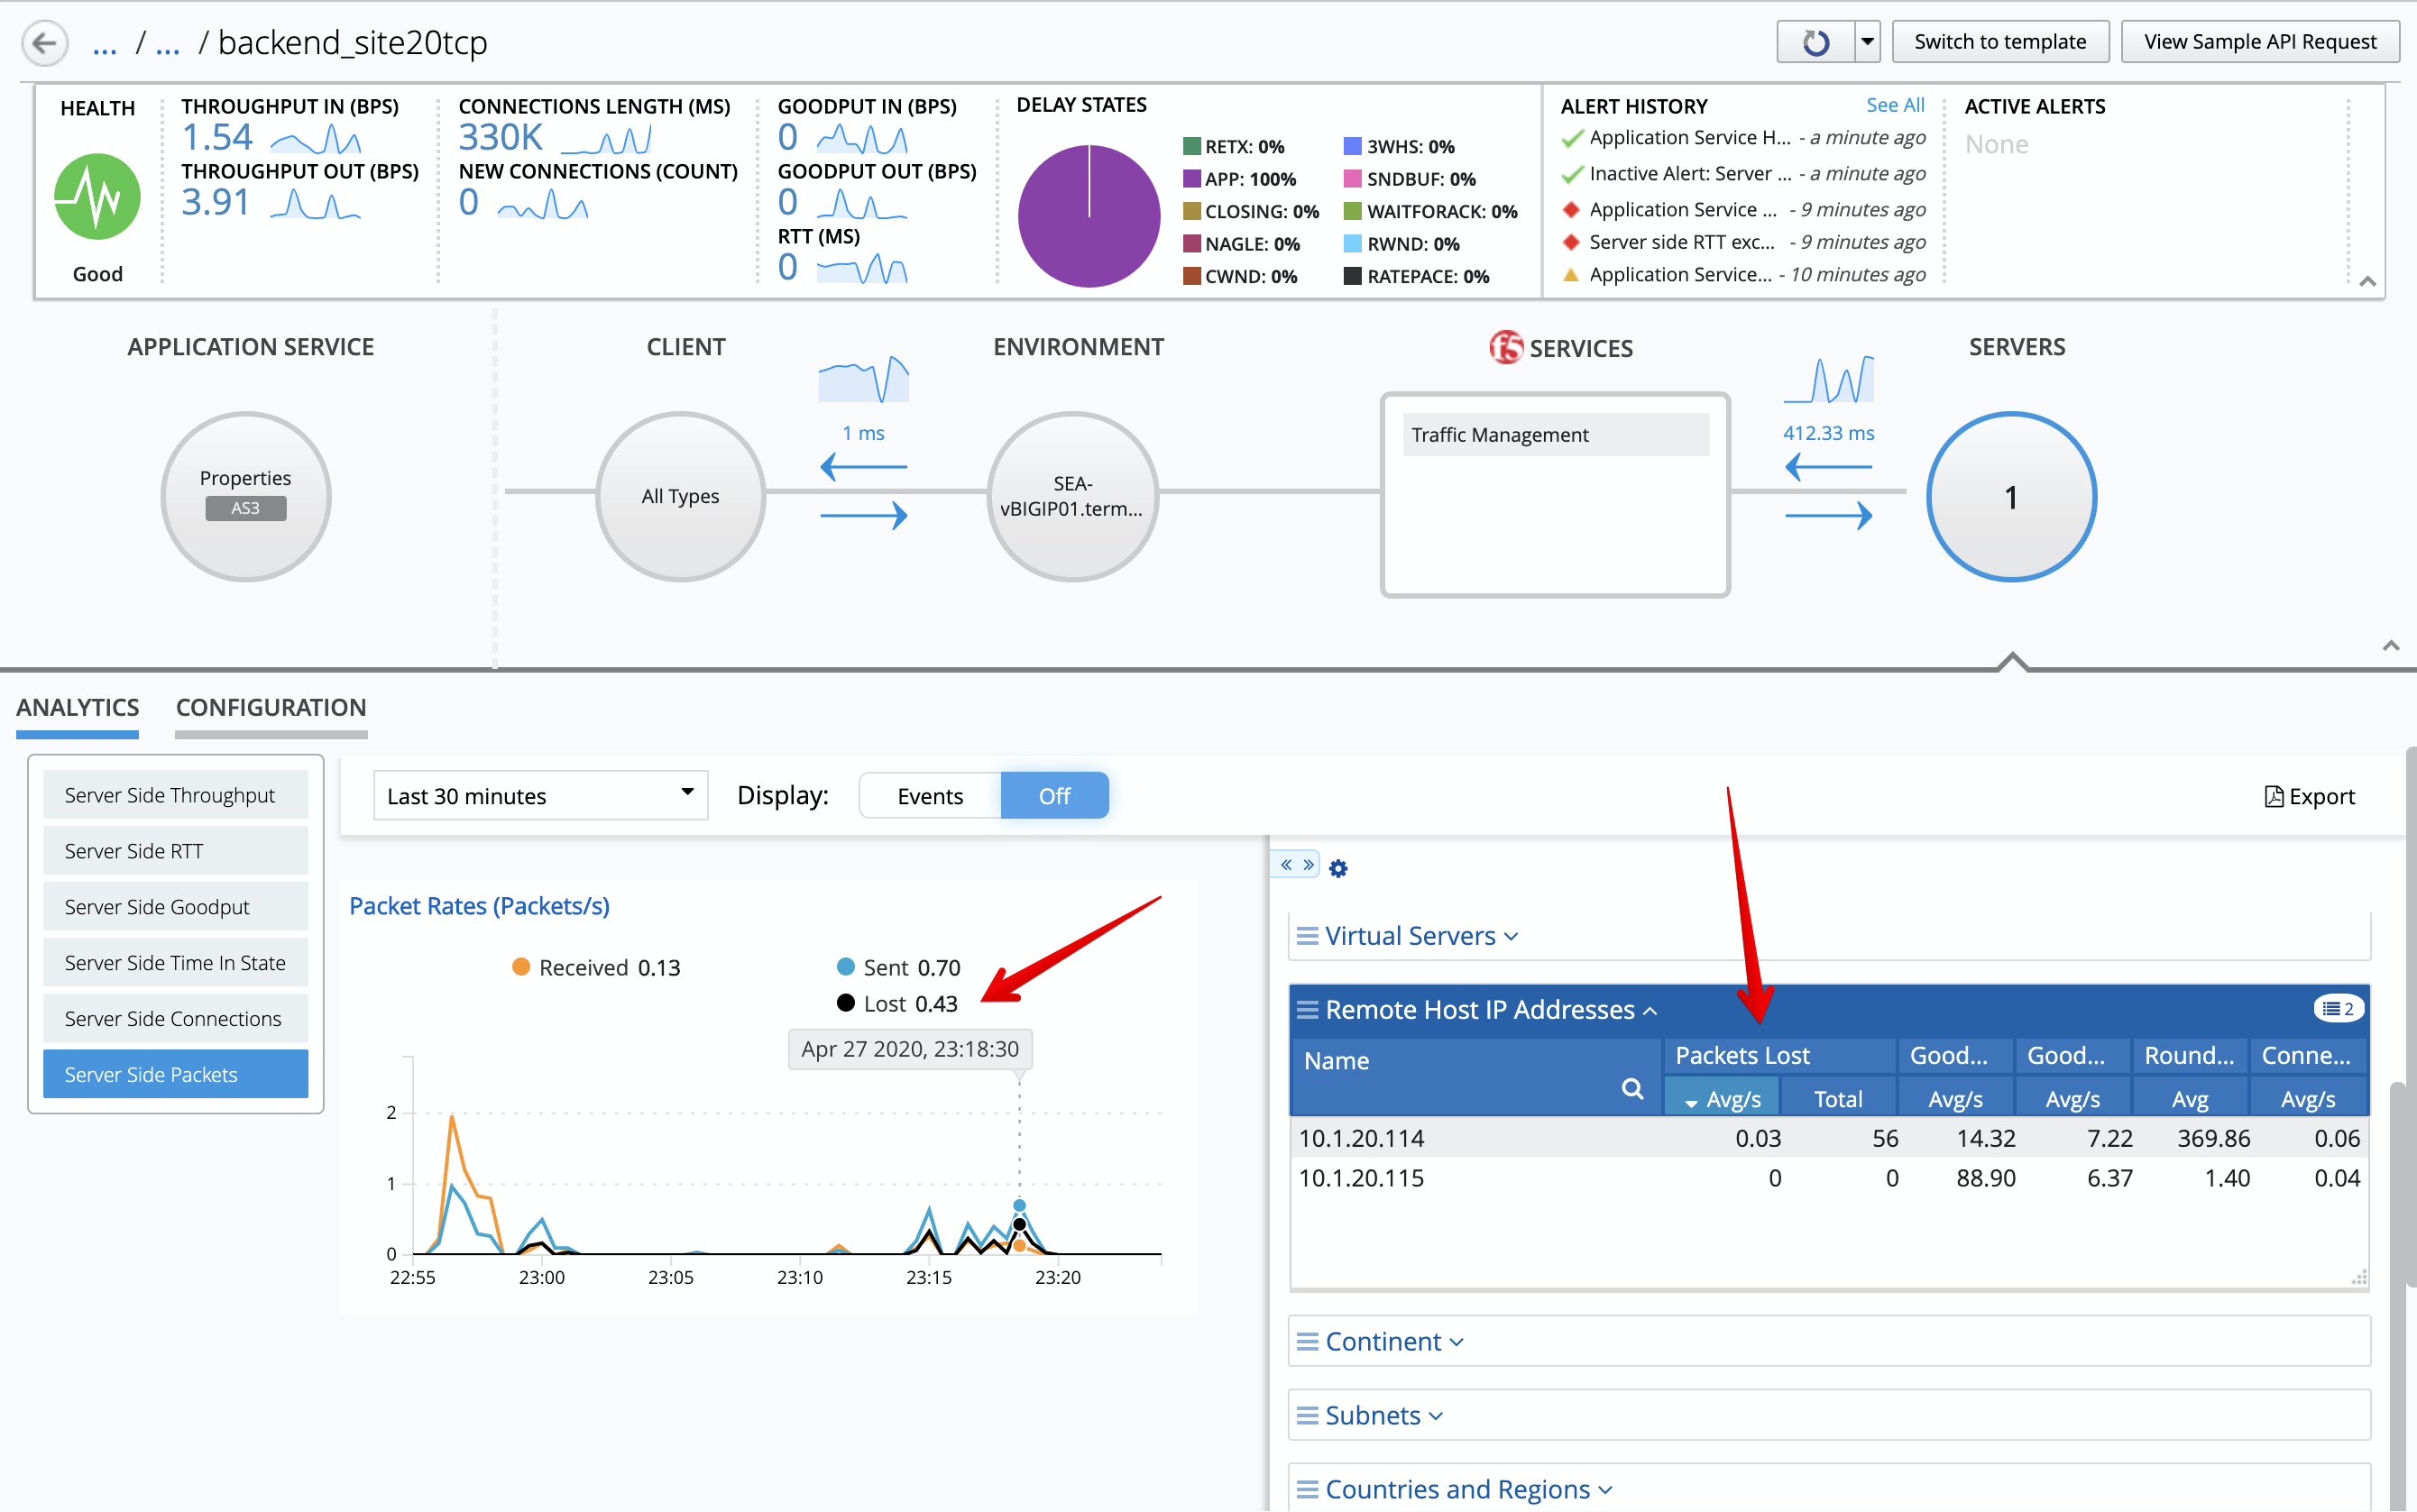 ... / ... / backend_site20tcp
Switch to template
View Sample API Request
HEALTH
Good
THROUGHPUT IN (BPS)
1.54
THROUGHPUT OUT (BPS)
3.91
CONNECTIONS LENGTH (MS)
330K
NEW CONNECTIONS (COUNT)
0
GOODPUT IN (BPS)
0
GOODPUT OUT (BPS)
0
RTT (MS)
0
DELAY STATES
RETX: 0%
3WHS: 0%
APP: 100%
SNDBUF: 0%
CLOSING: 0%
WAITFORACK: 0%
NAGLE: 0%
RWND: 0%
CWND: 0%
RATEPACE: 0%
ALERT HISTORY See All
Application Service H... - a minute ago
Inactive Alert: Server ... - a minute ago
Application Service ... - 9 minutes ago
Server side RTT exc... - 9 minutes ago
Application Service... - 10 minutes ago
ACTIVE ALERTS
None
APPLICATION SERVICE
CLIENT
ENVIRONMENT
f5 SERVICES
SERVERS
Properties
AS3
All Types
1 ms
SEA-
vBIGIP01.term...
Traffic Management
412.33 ms
1
ANALYTICS
CONFIGURATION
Server Side Throughput
Server Side RTT
Server Side Goodput
Server Side Time In State
Server Side Connections
Server Side Packets
Last 30 minutes
Display:
Events
Off
Export
Packet Rates (Packets/s)
Received 0.13
Sent 0.70
Lost 0.43
Apr 27 2020, 23:18:30
2
1
0
22:55 23:00 23:05 23:10 23:15 23:20
Virtual Servers
Remote Host IP Addresses
2
Name Packets Lost Good... Good... Round... Conne...
Avg/s Total Avg/s Avg/s Avg Avg/s
10.1.20.114 0.03 56 14.32 7.22 369.86 0.06
10.1.20.115 0 0 88.90 6.37 1.40 0.04
Continent
Subnets
Countries and Regions